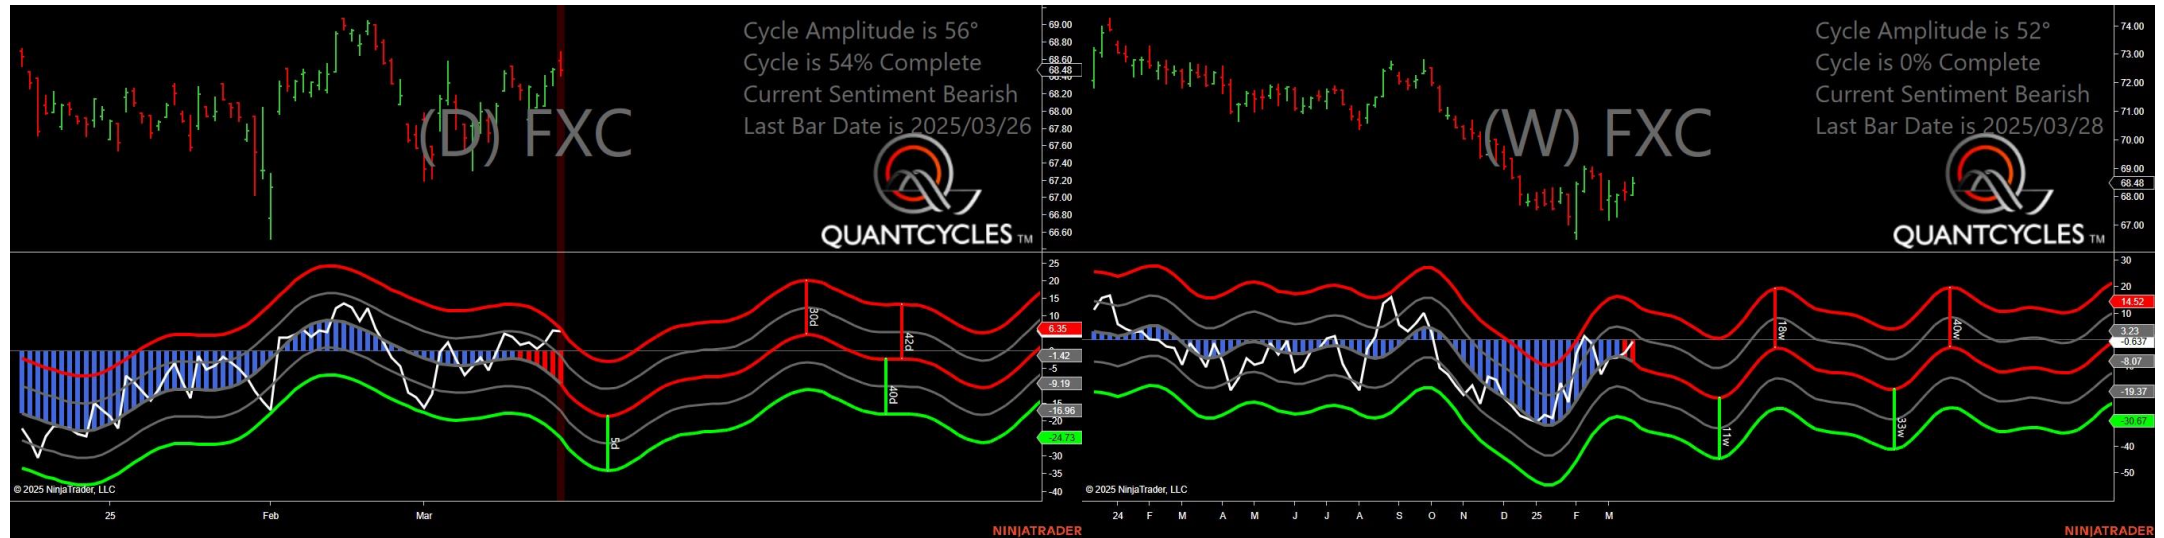 Cycle Amplitude is 56°
Cycle is 54% Complete
Current Sentiment Bearish
Last Bar Date is 2025/03/26
(D) FXC
QUANTCYCLES TM
69.00
68.80
68.60
68.48
68.20
68.00
67.80
67.60
67.40
67.20
67.00
66.80
66.60
25
20
15
10
6.35
-1.42
-5
-9.19
-16.96
-20
-24.73
-30
-35
-40
30d
42d
40d
5d
© 2025 NinjaTrader, LLC
25 Feb Mar
NINJATRADER
Cycle Amplitude is 52°
Cycle is 0% Complete
Current Sentiment Bearish
Last Bar Date is 2025/03/28
(W) FXC
QUANTCYCLES TM
74.00
73.00
72.00
71.00
70.00
69.00
68.48
68.00
67.00
30
20
14.52
3.23
-0.637
-8.07
-19.37
-30.67
-40
-50
18w
40w
11w
33w
© 2025 NinjaTrader, LLC
24 F M A M J J A S O N D 25 F M
NINJATRADER